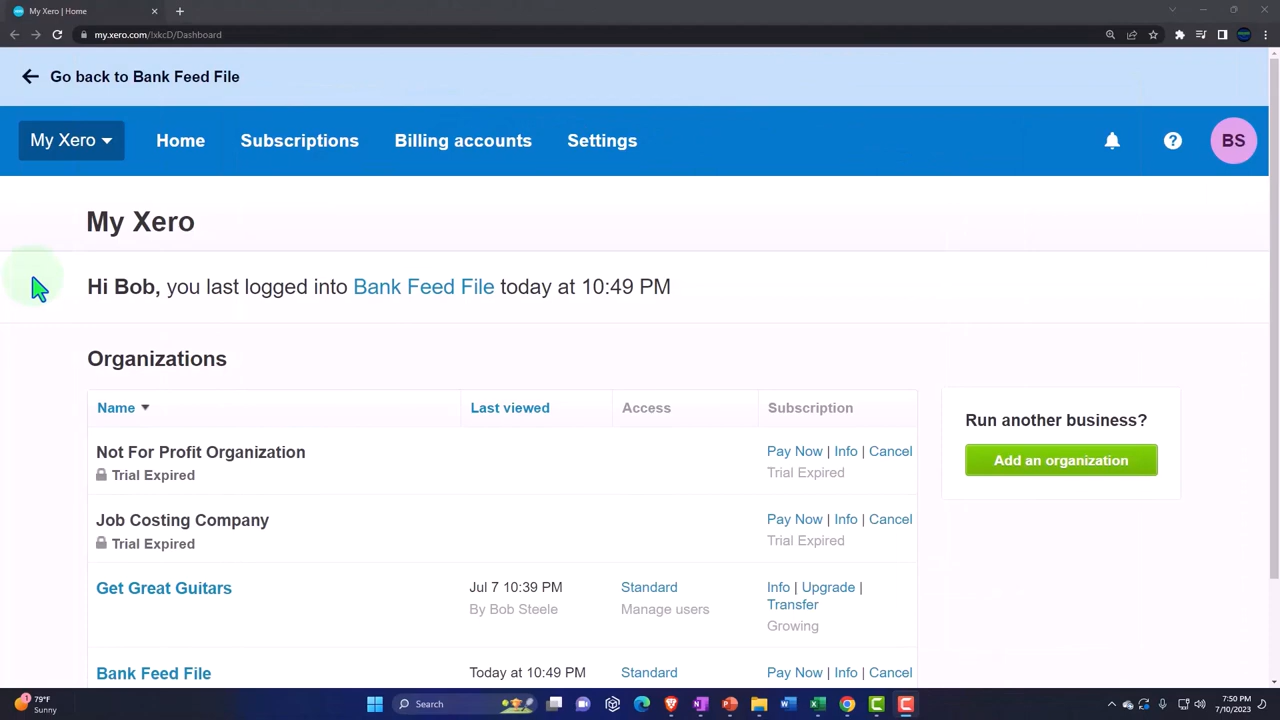 My Xero | Home
my.xero.com/!xkcD/Dashboard
Go back to Bank Feed File
My Xero
Home
Subscriptions
Billing accounts
Settings
BS
My Xero
Hi Bob, you last logged into Bank Feed File today at 10:49 PM
Organizations
Name
Last viewed
Access
Subscription
Run another business?
Add an organization
Not For Profit Organization
Pay Now | Info | Cancel
Trial Expired
Trial Expired
Job Costing Company
Pay Now | Info | Cancel
Trial Expired
Trial Expired
Get Great Guitars
Jul 7 10:39 PM
Standard
Info | Upgrade |
Transfer
By Bob Steele
Manage users
Growing
Bank Feed File
Today at 10:49 PM
Standard
Pay Now | Info | Cancel
79°F
Sunny
Search
7:50 PM
7/10/2023